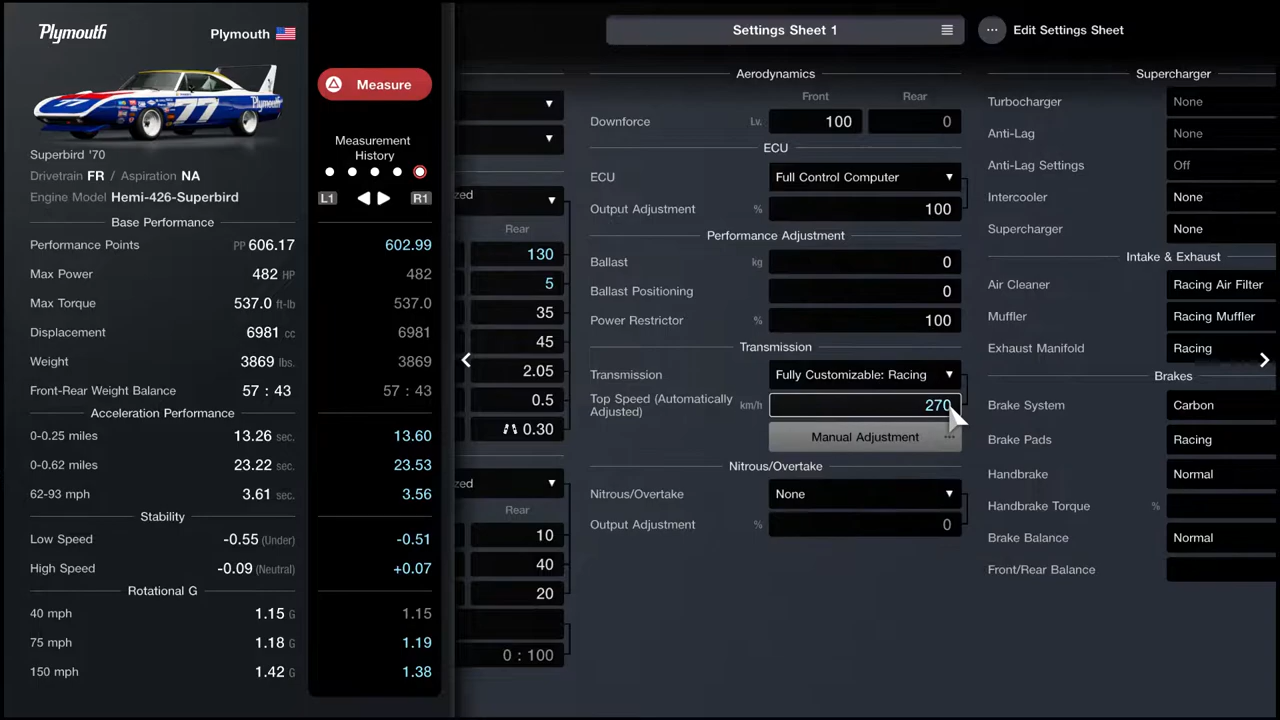 Plymouth
Plymouth
77
Plymouth
Superbird '70
Drivetrain FR / Aspiration NA
Engine Model Hemi-426-Superbird
Base Performance
Performance Points PP 606.17
Max Power 482 HP
Max Torque 537.0 ft-lb
Displacement 6981 cc
Weight 3869 lbs.
Front-Rear Weight Balance 57 : 43
Acceleration Performance
0-0.25 miles 13.26 sec.
0-0.62 miles 23.22 sec.
62-93 mph 3.61 sec.
Stability
Low Speed -0.55 (Under)
High Speed -0.09 (Neutral)
Rotational G
40 mph 1.15 G
75 mph 1.18 G
150 mph 1.42 G
Measure
Measurement
History
L1 R1
602.99
482
537.0
6981
3869
57 : 43
13.60
23.53
3.56
-0.51
+0.07
1.15
1.19
1.38
zed
Rear
130
5
35
45
2.05
0.5
0.30
zed
Rear
10
40
20
0 : 100
Settings Sheet 1
Edit Settings Sheet
Aerodynamics
Front Rear
Downforce Lv. 100 0
ECU
ECU Full Control Computer
Output Adjustment % 100
Performance Adjustment
Ballast kg 0
Ballast Positioning 0
Power Restrictor % 100
Transmission
Transmission Fully Customizable: Racing
Top Speed (Automatically
Adjusted) km/h 270
Manual Adjustment
Nitrous/Overtake
Nitrous/Overtake None
Output Adjustment % 0
Supercharger
Turbocharger None
Anti-Lag None
Anti-Lag Settings Off
Intercooler None
Supercharger None
Intake & Exhaust
Air Cleaner Racing Air Filter
Muffler Racing Muffler
Exhaust Manifold Racing
Brakes
Brake System Carbon
Brake Pads Racing
Handbrake Normal
Handbrake Torque %
Brake Balance Normal
Front/Rear Balance